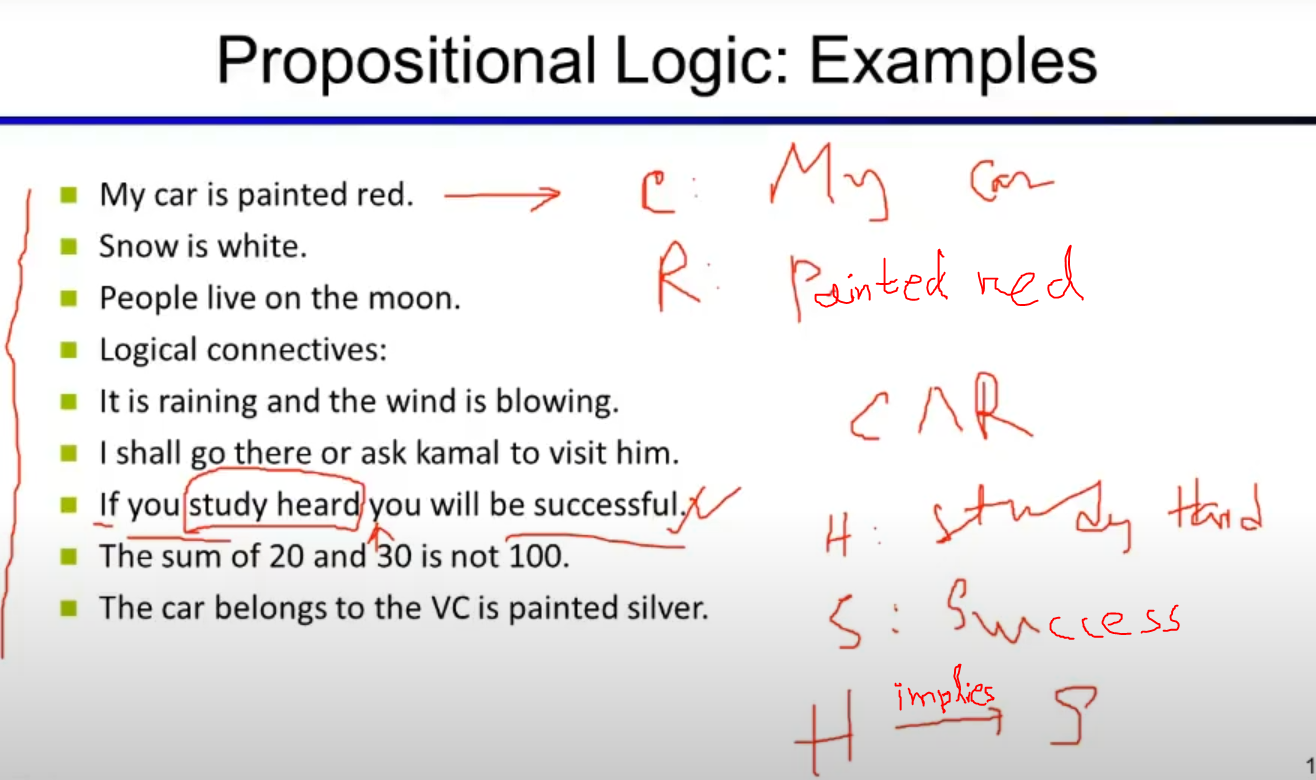 Propositional Logic: Examples
My car is painted red. → C: My car
Snow is white.
R: Painted red
People live on the moon.
Logical connectives:
It is raining and the wind is blowing.
C ∧ R
I shall go there or ask kamal to visit him.
If you study heard you will be successful.
H: study Hard
The sum of 20 and 30 is not 100.
The car belongs to the VC is painted silver.
S: Success
implies
H → S
1